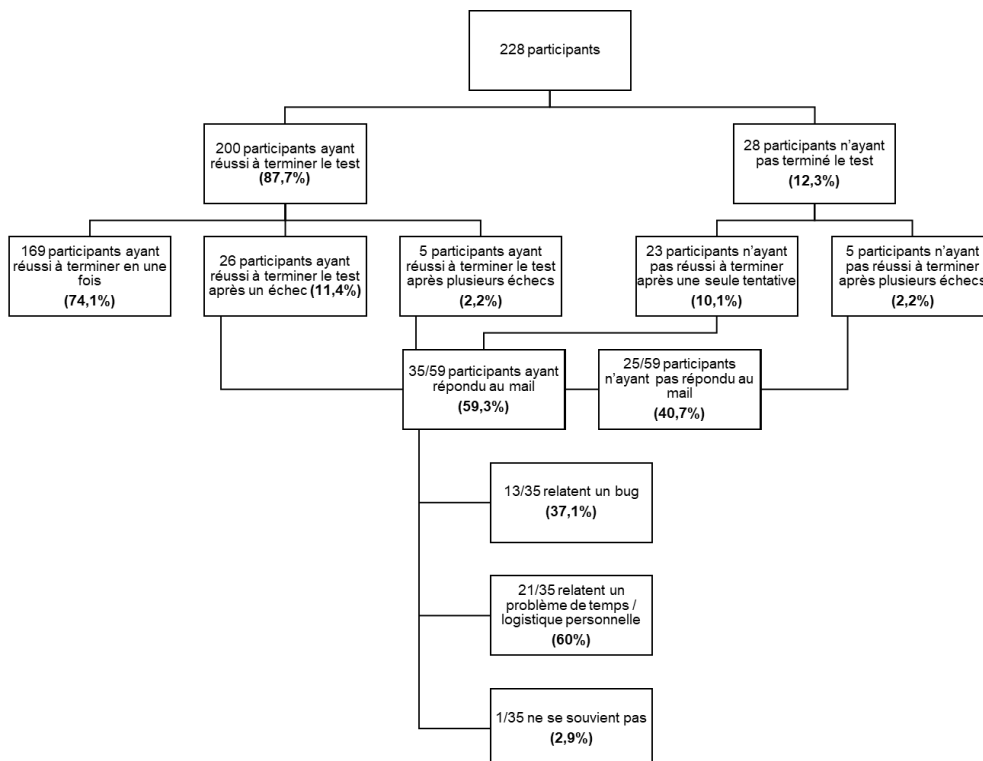 228 participants
200 participants ayant
réussi à terminer le test
(87,7%)
28 participants n'ayant
pas terminé le test
(12,3%)
169 participants ayant
réussi à terminer en une
fois
(74,1%)
26 participants ayant
réussi à terminer le test
après un échec (11,4%)
5 participants ayant
réussi à terminer le test
après plusieurs échecs
(2,2%)
23 participants n'ayant
pas réussi à terminer
après une seule tentative
(10,1%)
5 participants n'ayant
pas réussi à terminer
après plusieurs échecs
(2,2%)
35/59 participants ayant
répondu au mail
(59,3%)
25/59 participants
n'ayant pas répondu au
mail
(40,7%)
13/35 relatent un bug
(37,1%)
21/35 relatent un
problème de temps /
logistique personnelle
(60%)
1/35 ne se souvient pas
(2,9%)